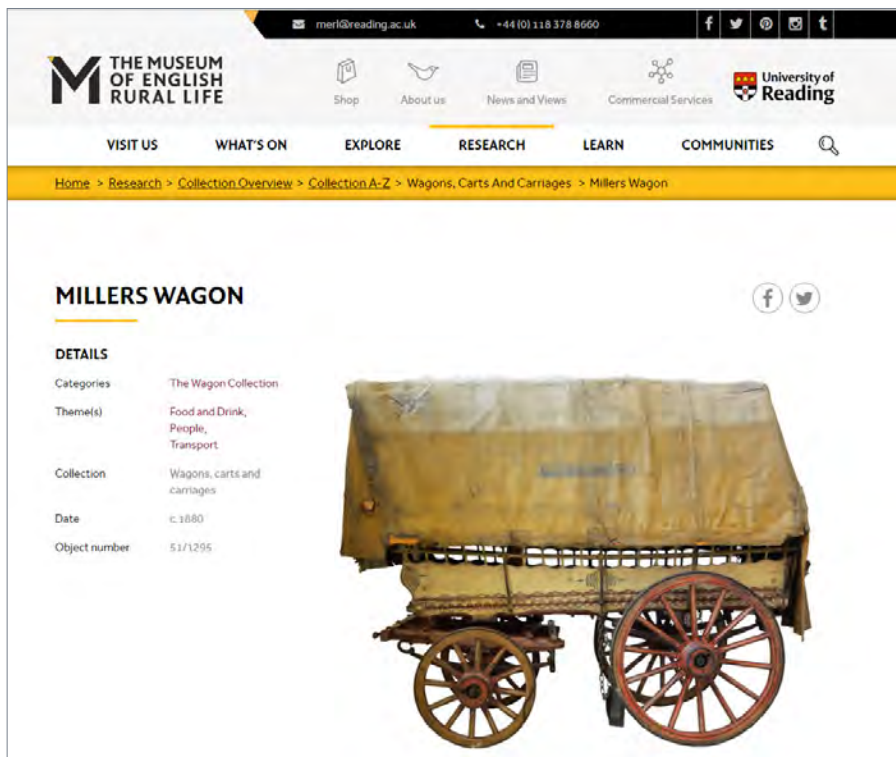 merl@reading.ac.uk +44 (0) 118 378 8660
THE MUSEUM
OF ENGLISH
RURAL LIFE
Shop About us News and Views Commercial Services
University of
Reading
VISIT US WHAT'S ON EXPLORE RESEARCH LEARN COMMUNITIES
Home > Research > Collection Overview > Collection A-Z > Wagons, Carts And Carriages > Millers Wagon
MILLERS WAGON
DETAILS
Categories The Wagon Collection
Theme(s) Food and Drink,
People,
Transport
Collection Wagons, carts and
carriages
Date c.1880
Object number 51/1295